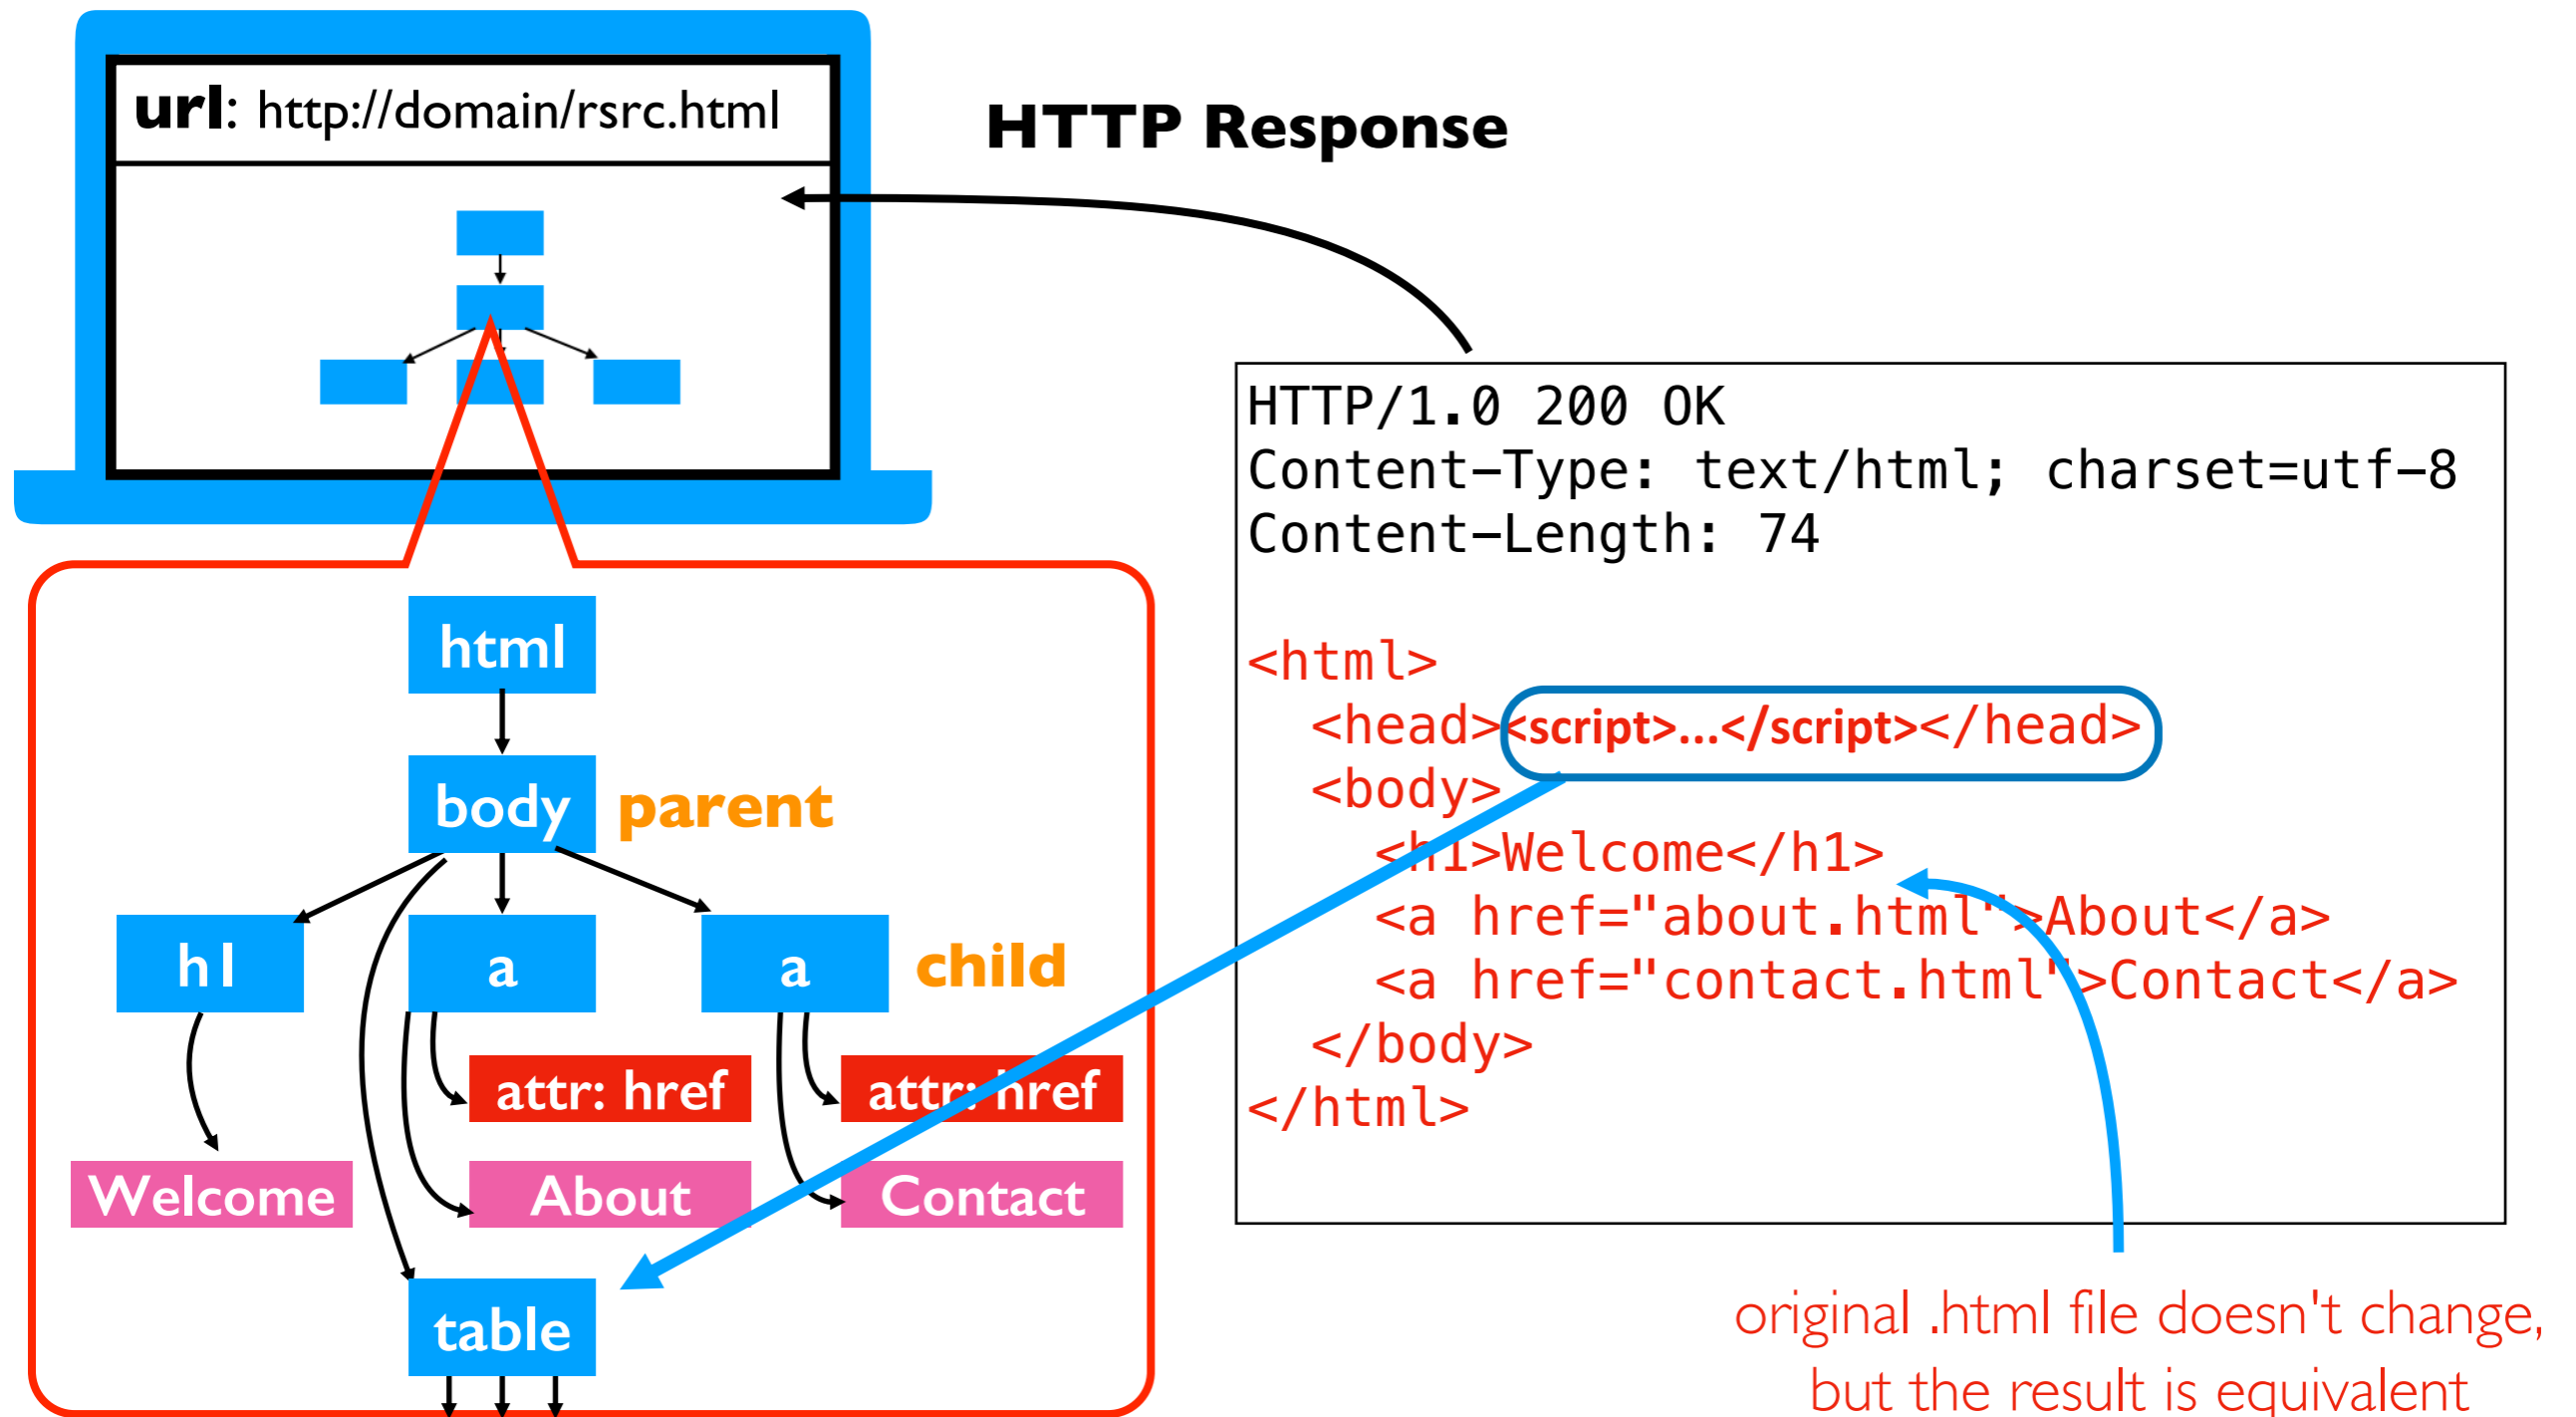 url: http://domain/rsrc.html
HTTP Response
HTTP/1.0 200 OK
Content-Type: text/html; charset=utf-8
Content-Length: 74
<html>
<head><script>...</script></head>
<body>
<h1>Welcome</h1>
<a href="about.html">About</a>
<a href="contact.html">Contact</a>
</body>
</html>
html
body parent
h1 a a child
attr: href attr: href
Welcome About Contact
table
original .html file doesn't change,
but the result is equivalent